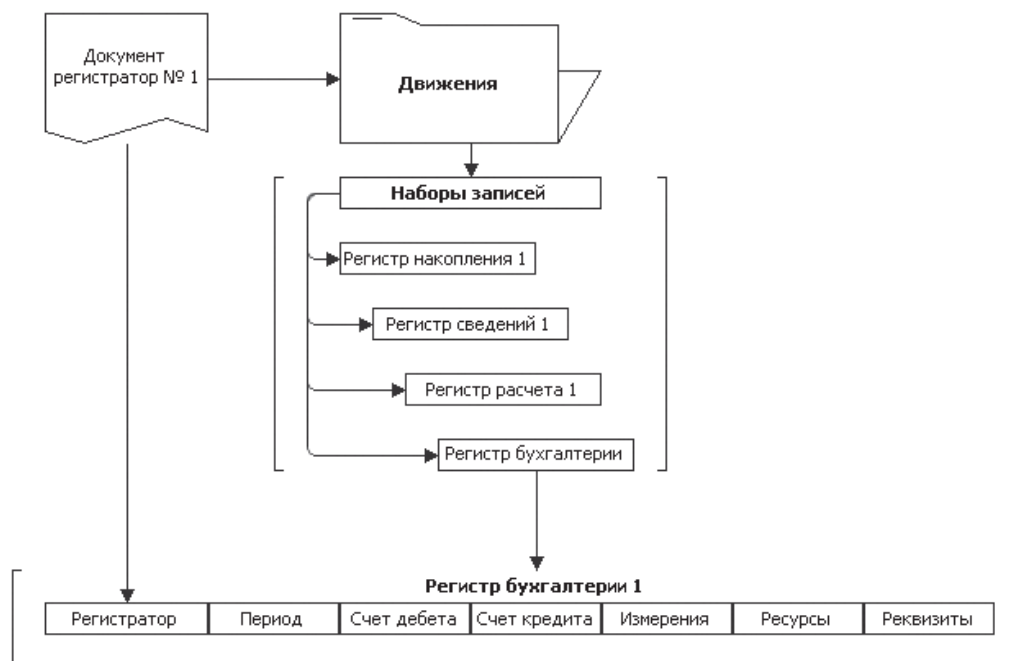 Документ
регистратор № 1
Движения
Наборы записей
Регистр накопления 1
Регистр сведений 1
Регистр расчета 1
Регистр бухгалтерии
Регистр бухгалтерии 1
Регистратор Период Счет дебета Счет кредита Измерения Ресурсы Реквизиты